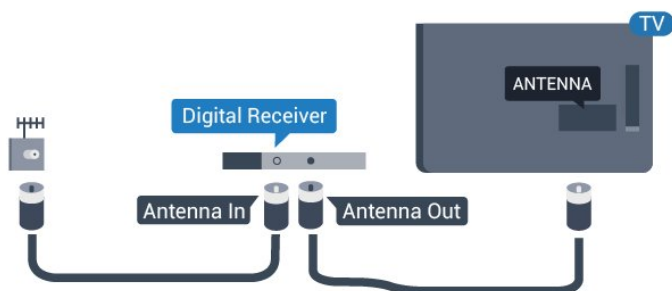 TV
ANTENNA
Digital Receiver
Antenna In
Antenna Out